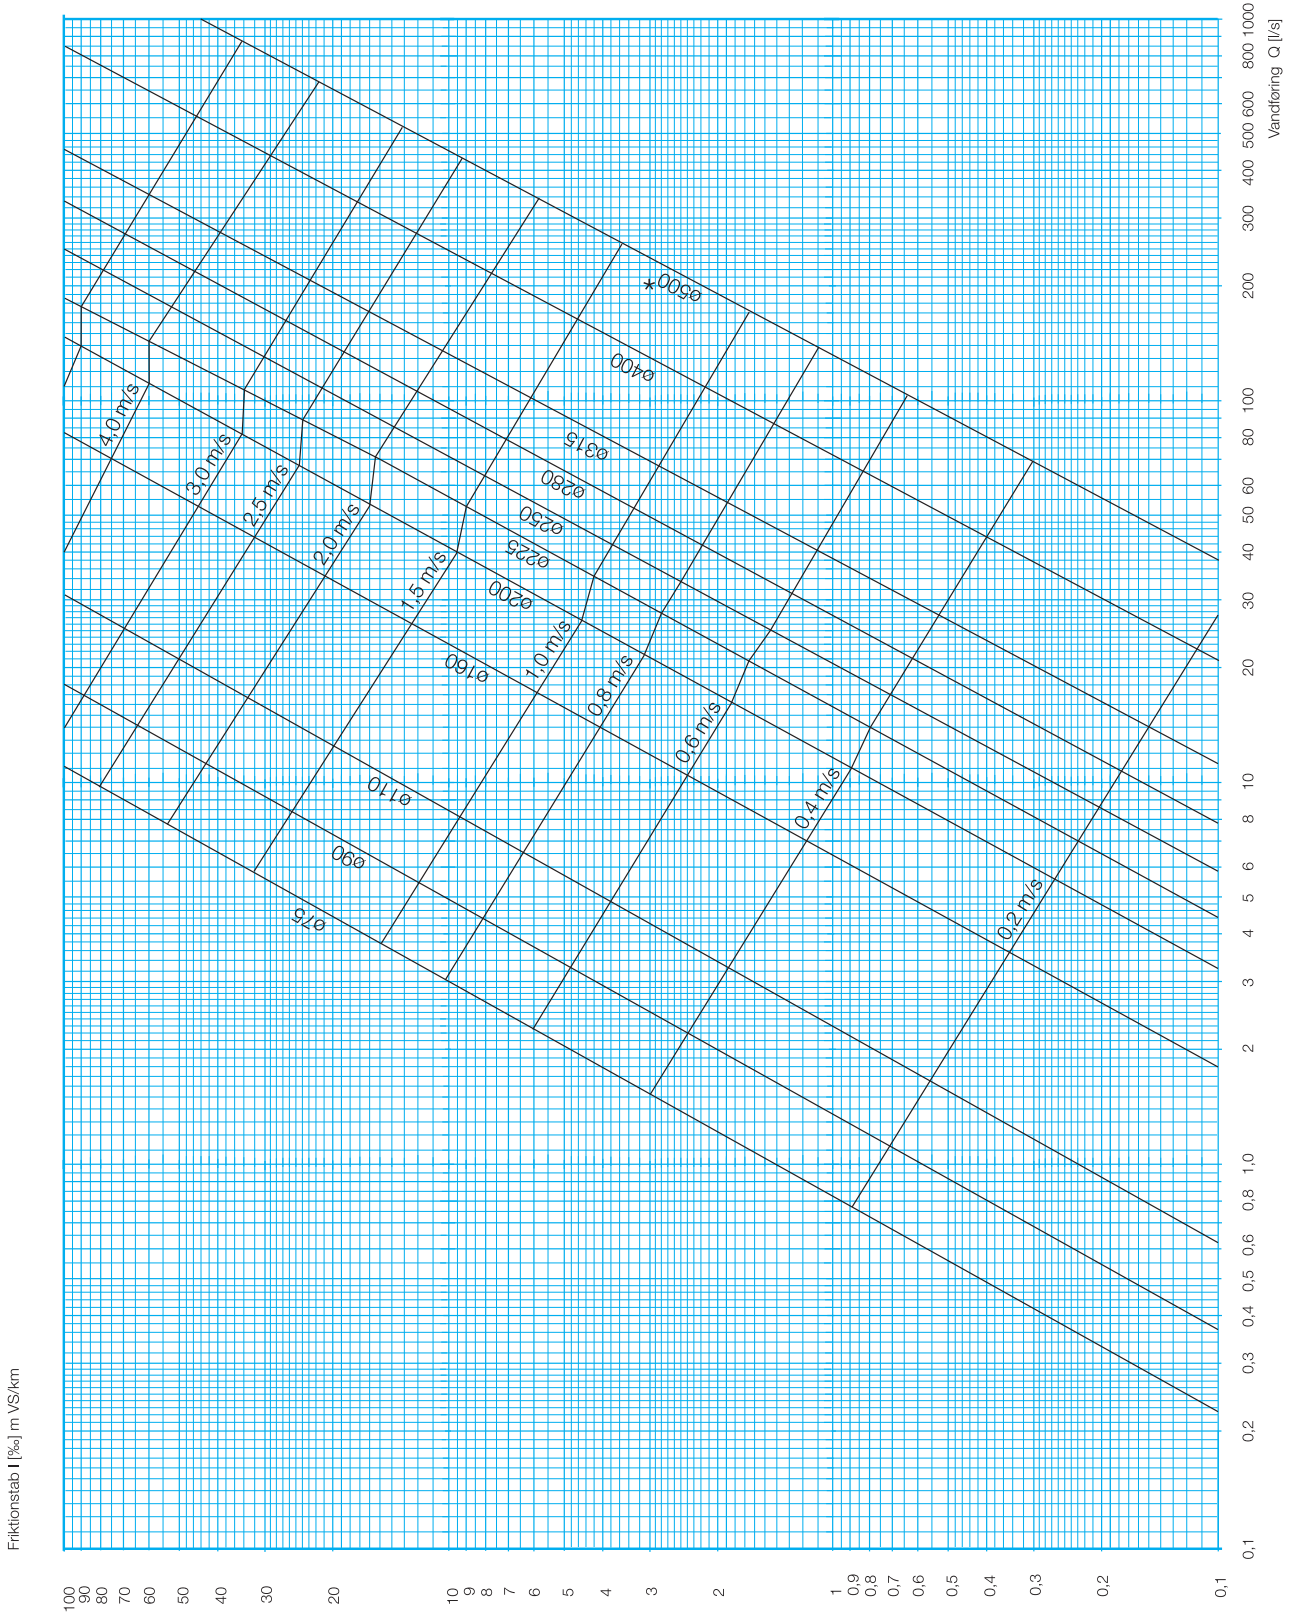 Friktionstab I [‰] m VS/km
100
90
80
70
60
50
40
30
20
10
9
8
7
6
5
4
3
2
1
0,9
0,8
0,7
0,6
0,5
0,4
0,3
0,2
0,1
4,0 m/s
3,0 m/s
2,5 m/s
2,0 m/s
1,5 m/s
1,0 m/s
0,8 m/s
0,6 m/s
0,4 m/s
0,2 m/s
ø75
ø90
ø110
ø160
ø200
ø225
ø250
ø280
ø315
ø400
ø500*
0,1
0,2
0,3
0,4
0,5
0,6
0,8
1,0
2
3
4
5
6
8
10
20
30
40
50
60
80
100
200
300
400
500
600
800
1000
Vandføring Q [l/s]